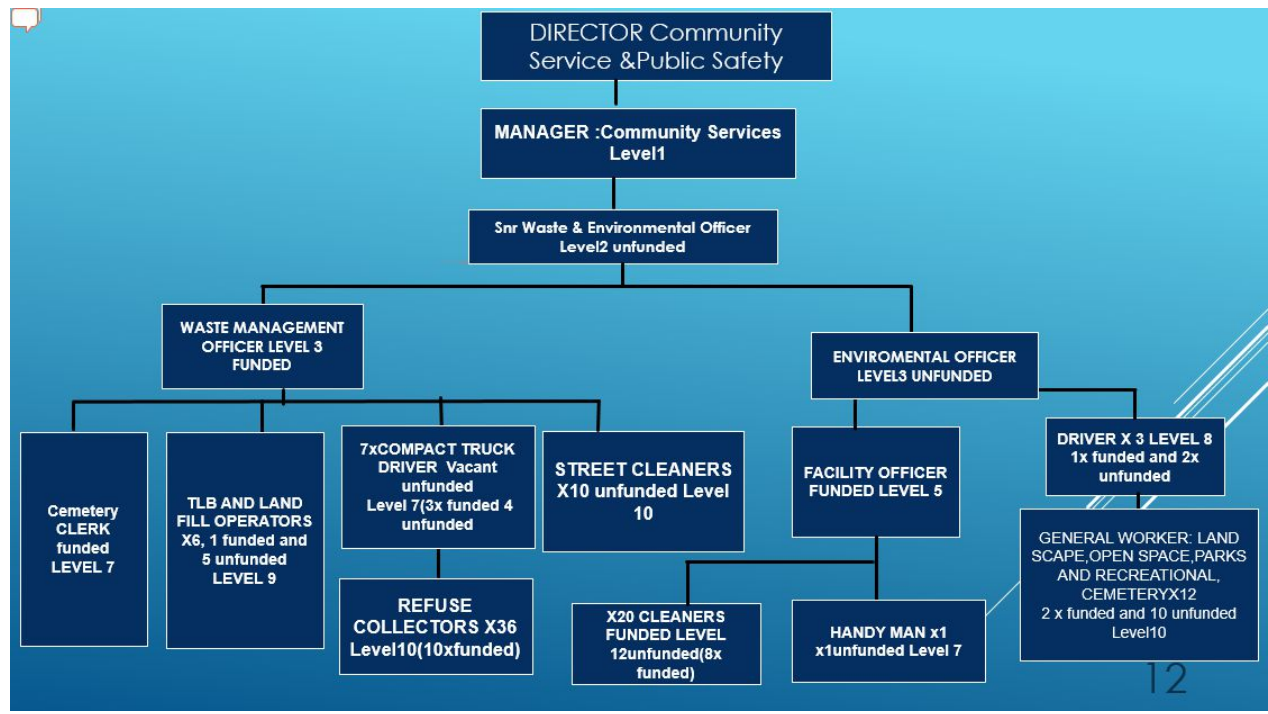 DIRECTOR Community
Service &Public Safety
MANAGER :Community Services
Level1
Snr Waste & Environmental Officer
Level2 unfunded
WASTE MANAGEMENT
OFFICER LEVEL 3
FUNDED
ENVIROMENTAL OFFICER
LEVEL3 UNFUNDED
Cemetery
CLERK
funded
LEVEL 7
TLB AND LAND
FILL OPERATORS
X6, 1 funded and
5 unfunded
LEVEL 9
7xCOMPACT TRUCK
DRIVER Vacant
unfunded
Level 7(3x funded 4
unfunded
STREET CLEANERS
X10 unfunded Level
10
FACILITY OFFICER
FUNDED LEVEL 5
DRIVER X 3 LEVEL 8
1x funded and 2x
unfunded
REFUSE
COLLECTORS X36
Level10(10xfunded)
X20 CLEANERS
FUNDED LEVEL
12unfunded(8x
funded)
HANDY MAN x1
x1unfunded Level 7
GENERAL WORKER: LAND
SCAPE,OPEN SPACE,PARKS
AND RECREATIONAL,
CEMETERYX12
2 x funded and 10 unfunded
Level10
12